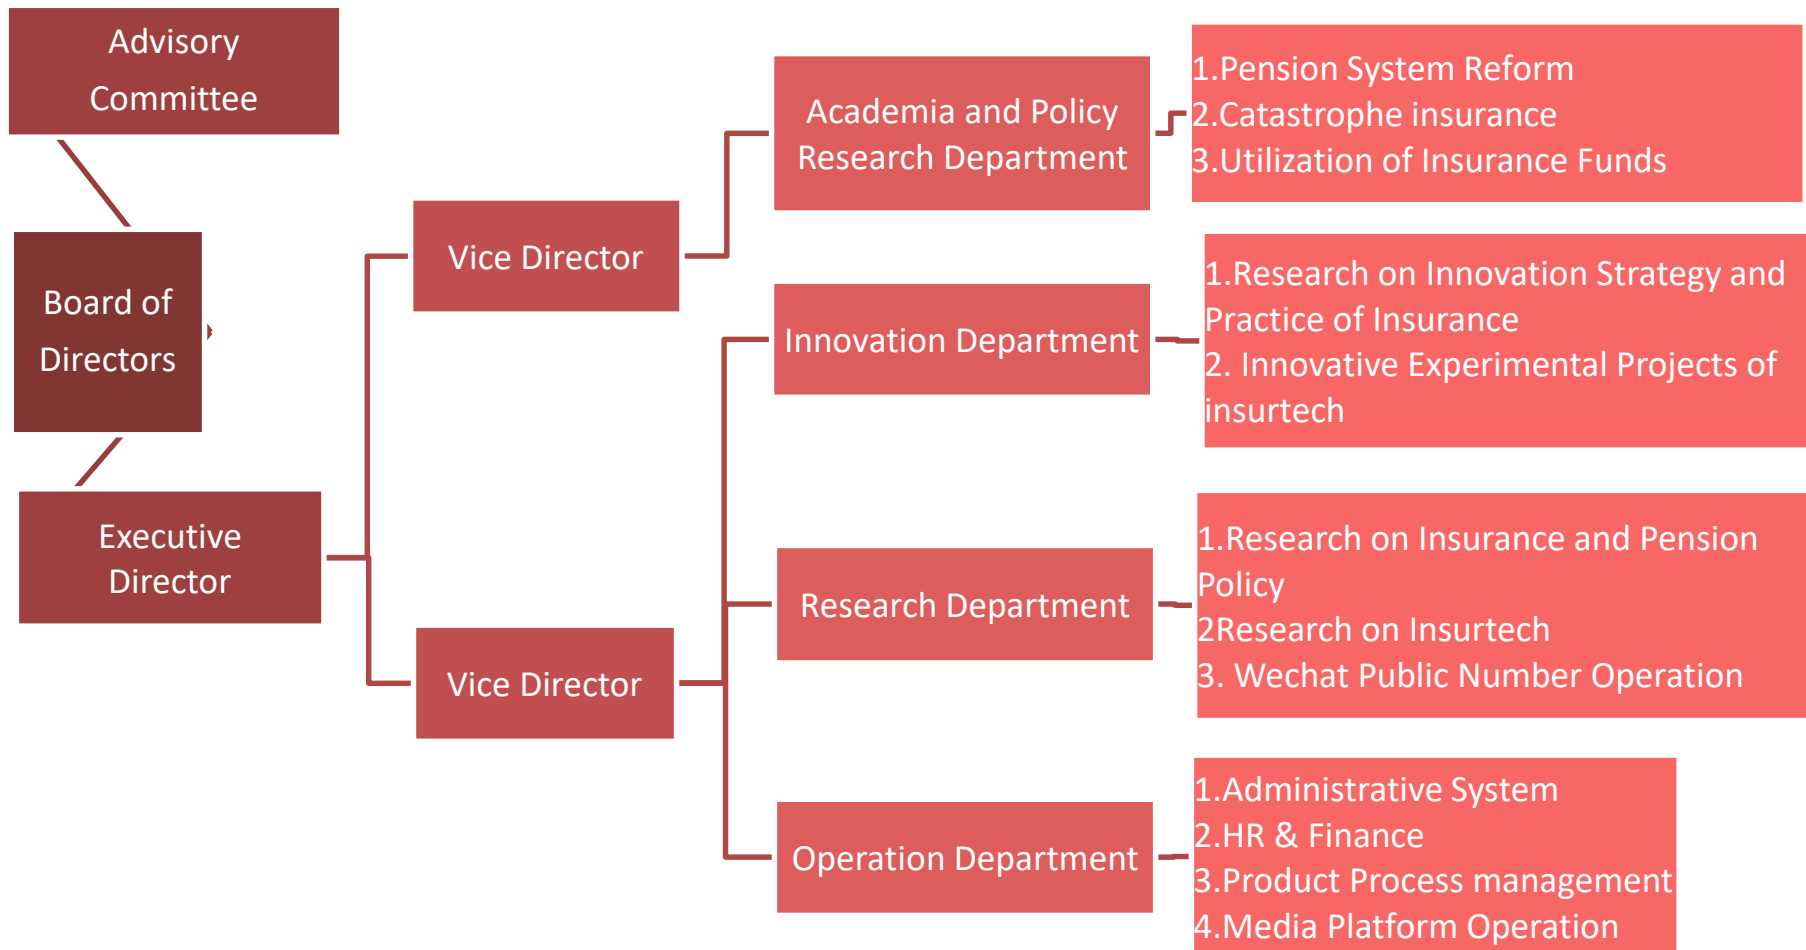 Advisory
Committee
Board of
Directors
Executive
Director
Vice Director
Vice Director
Academia and Policy
Research Department
Innovation Department
Research Department
Operation Department
1.Pension System Reform
2.Catastrophe insurance
3.Utilization of Insurance Funds
1.Research on Innovation Strategy and
Practice of Insurance
2. Innovative Experimental Projects of
insurtech
1.Research on Insurance and Pension
Policy
2Research on Insurtech
3. Wechat Public Number Operation
1.Administrative System
2.HR & Finance
3.Product Process management
4.Media Platform Operation